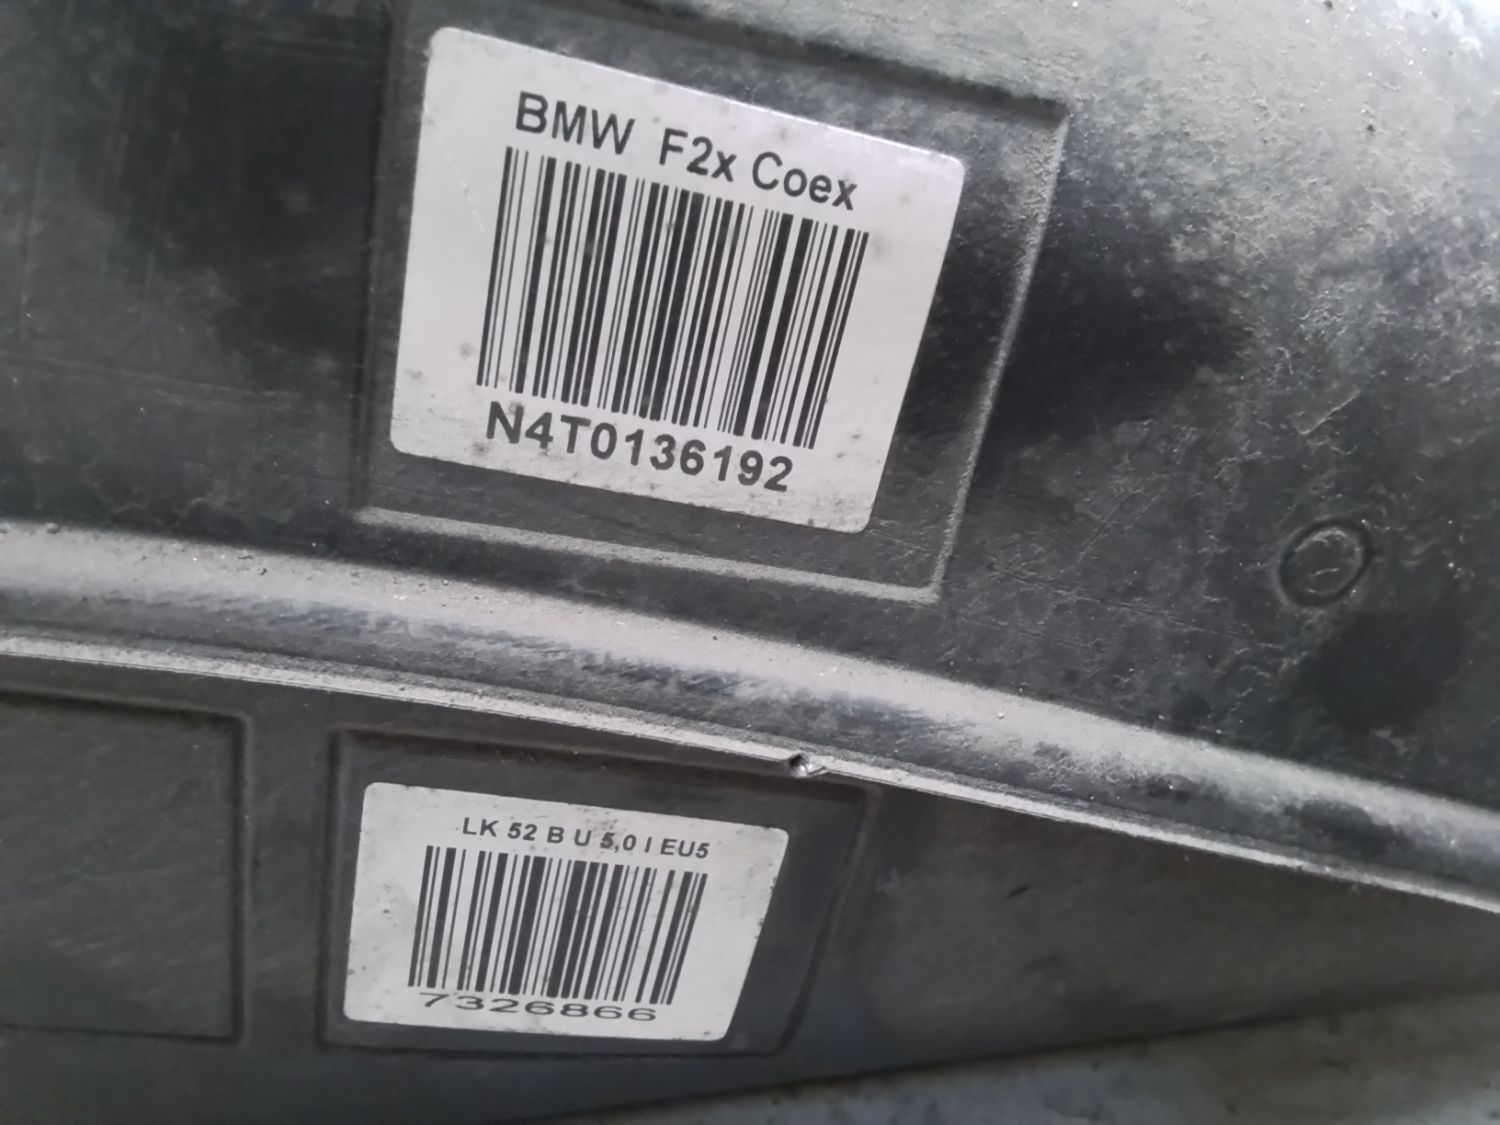 BMW F2x Coex
N4T0136192
LK 52 B U 5,0 I EU5
7326866